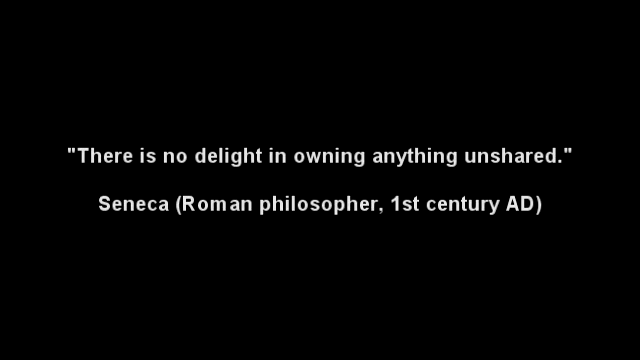 "There is no delight in owning anything unshared."
Seneca (Roman philosopher, 1st century AD)